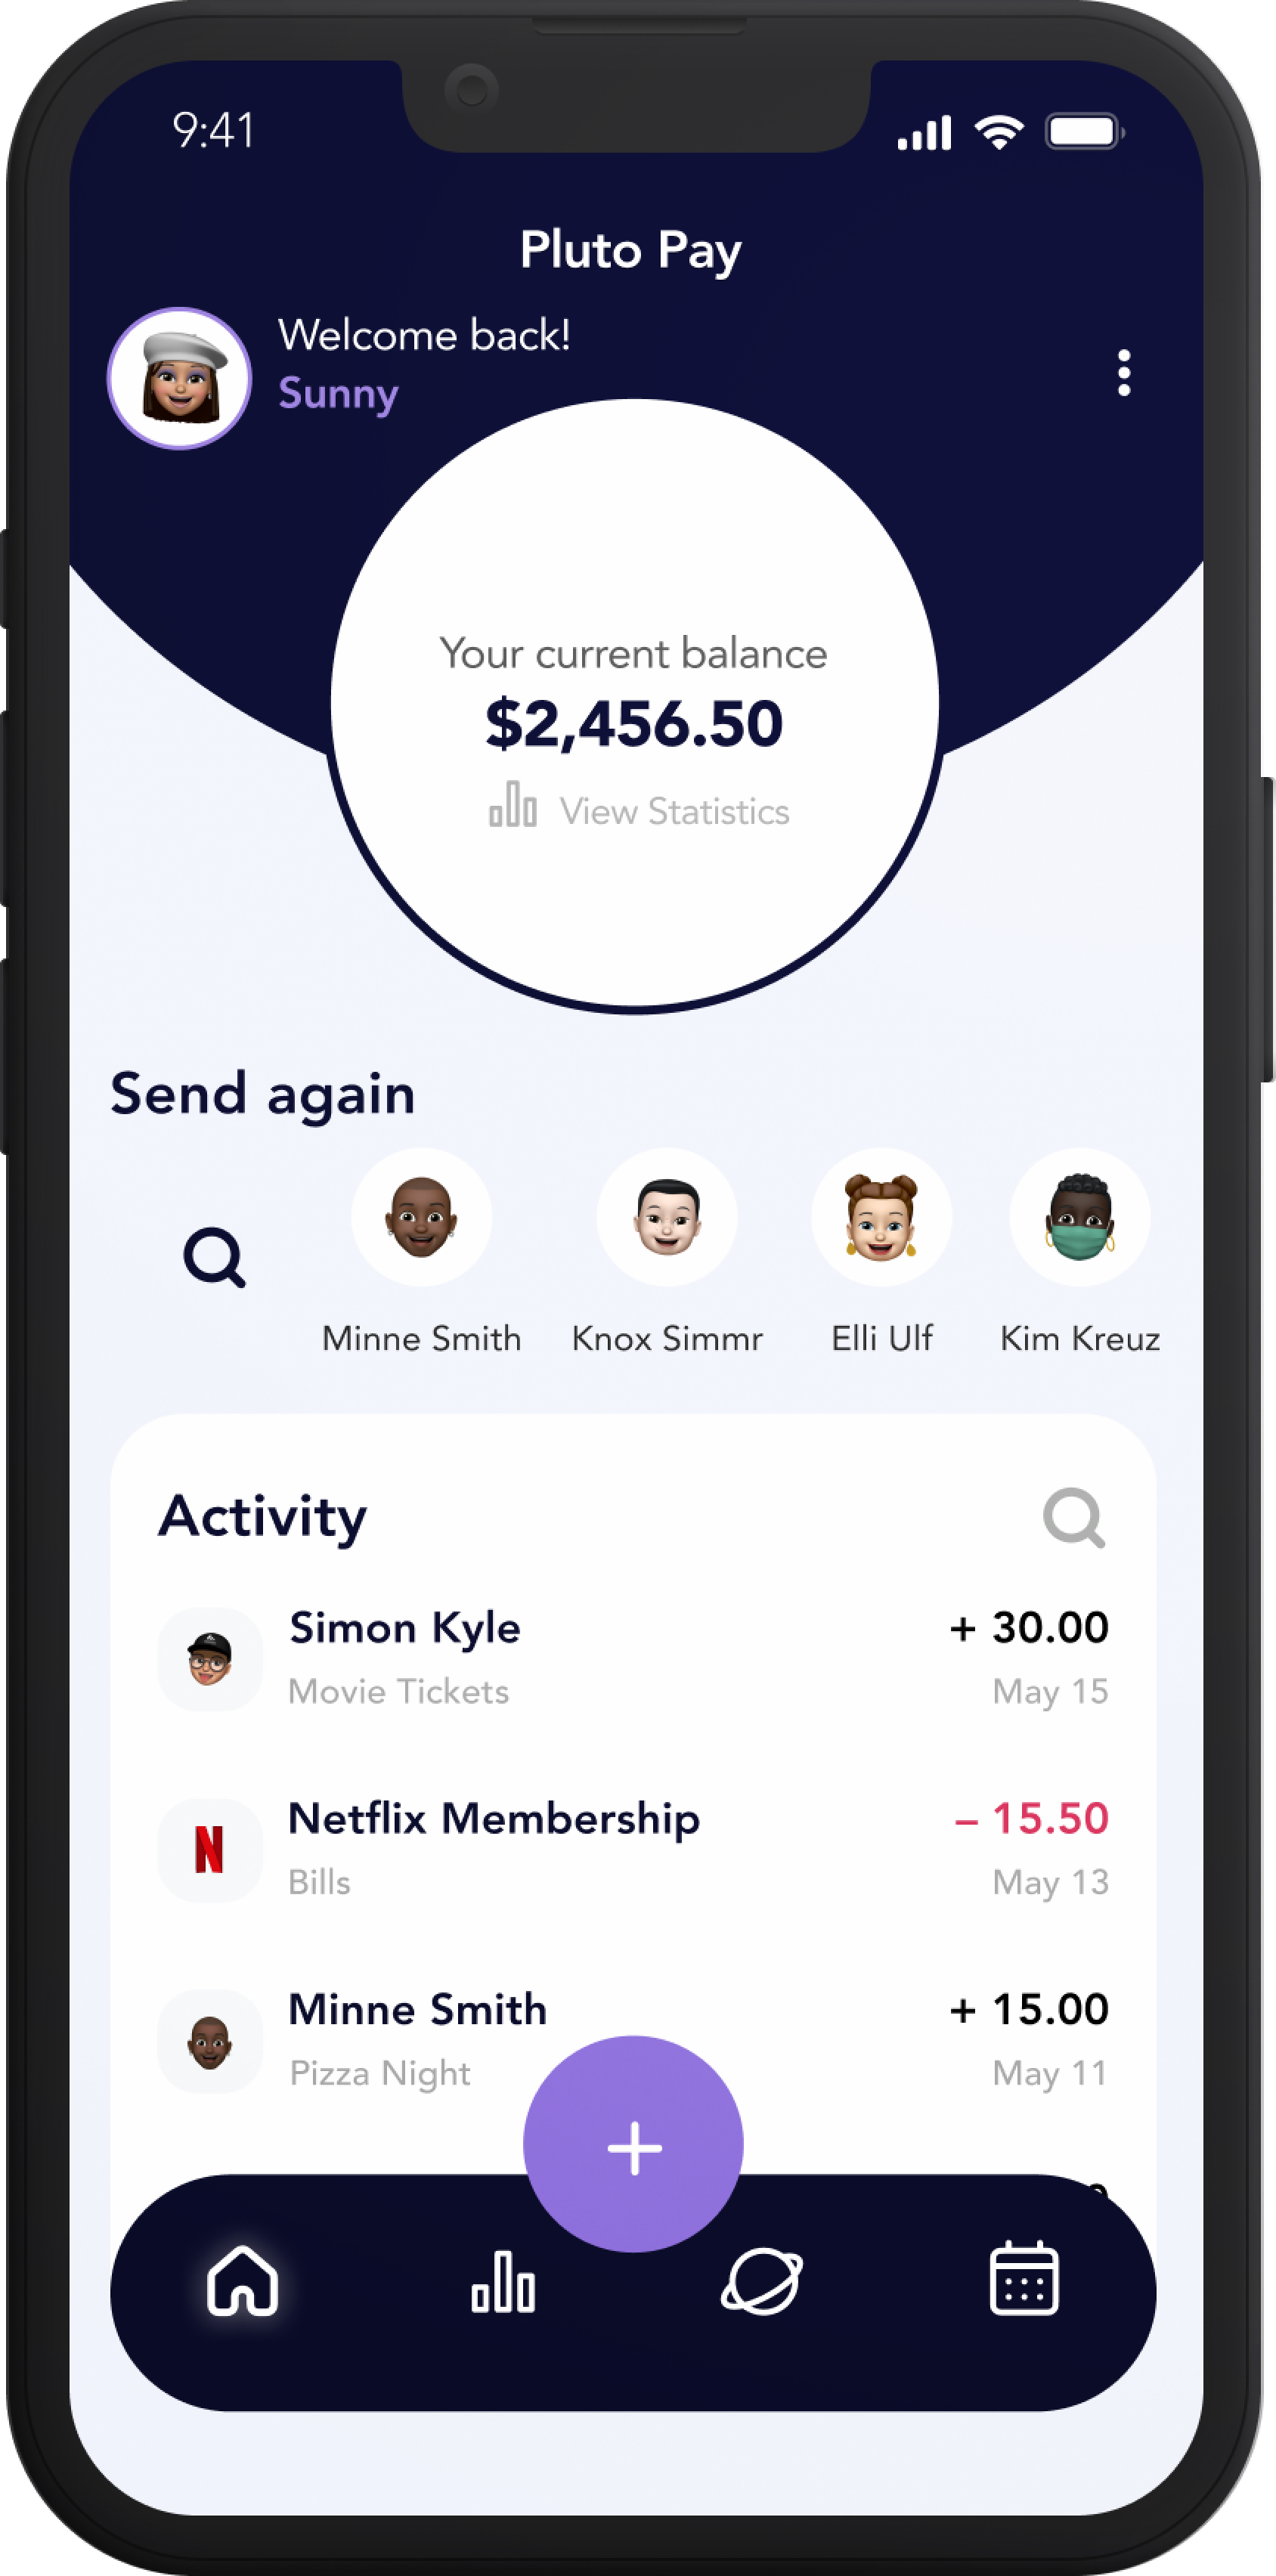 9:41
Pluto Pay
Welcome back!
Sunny
Your current balance
$2,456.50
View Statistics
Send again
Minne Smith
Knox Simmr
Elli Ulf
Kim Kreuz
Activity
Simon Kyle
+ 30.00
Movie Tickets
May 15
Netflix Membership
– 15.50
Bills
May 13
Minne Smith
+ 15.00
Pizza Night
May 11